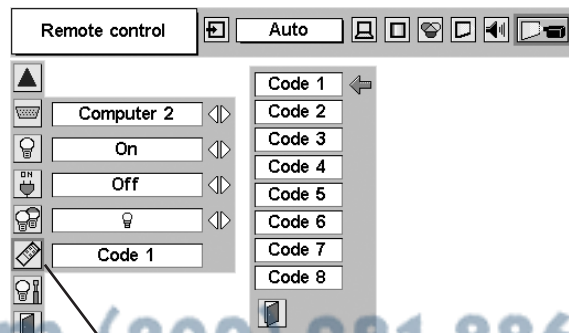 Remote control
Auto
Code 1
Computer 2
Code 2
On
Code 3
Code 4
Off
Code 5
Code 6
Code 1
Code 7
Code 8
ON